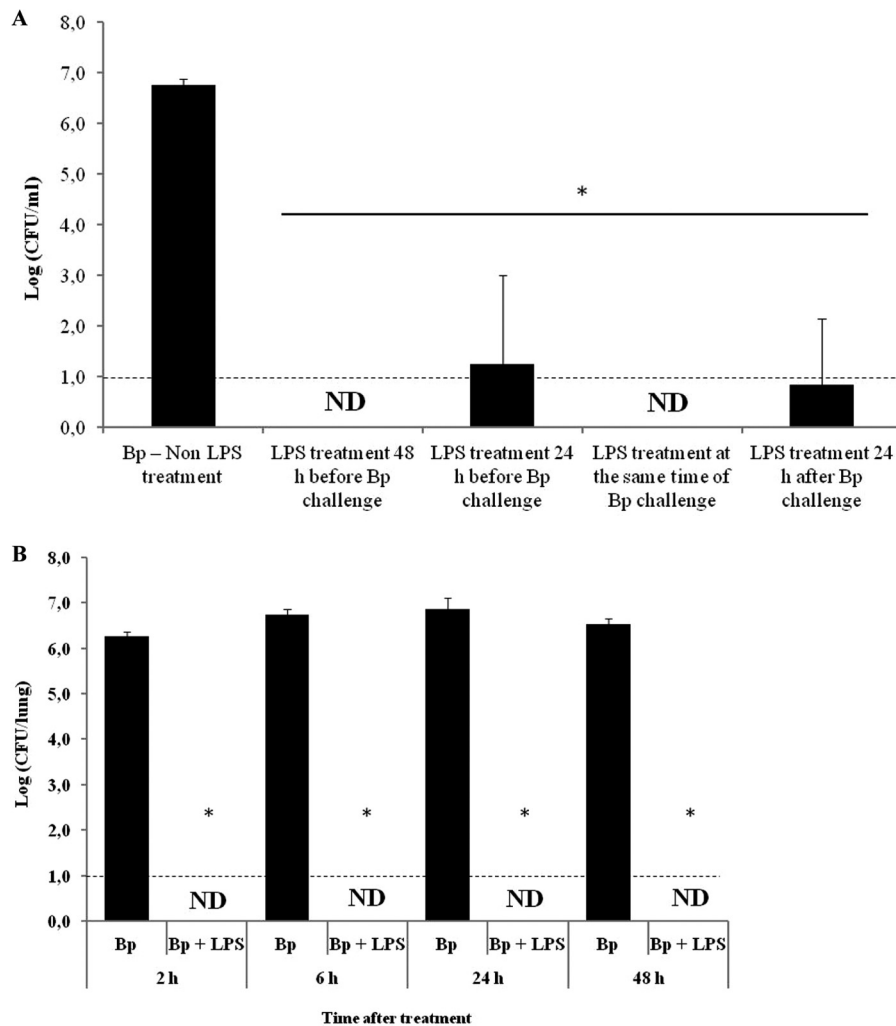 A
8,0
7,0
6,0
5,0
4,0
3,0
2,0
1,0
0,0
Log (CFU/ml)
*
ND
ND
Bp – Non LPS
treatment
LPS treatment 48
h before Bp
challenge
LPS treatment 24
h before Bp
challenge
LPS treatment at
the same time of
Bp challenge
LPS treatment 24
h after Bp
challenge
B
8,0
7,0
6,0
5,0
4,0
3,0
2,0
1,0
0,0
Log (CFU/lung)
* * * *
ND ND ND ND
Bp Bp + LPS Bp Bp + LPS Bp Bp + LPS Bp Bp + LPS
2 h 6 h 24 h 48 h
Time after treatment